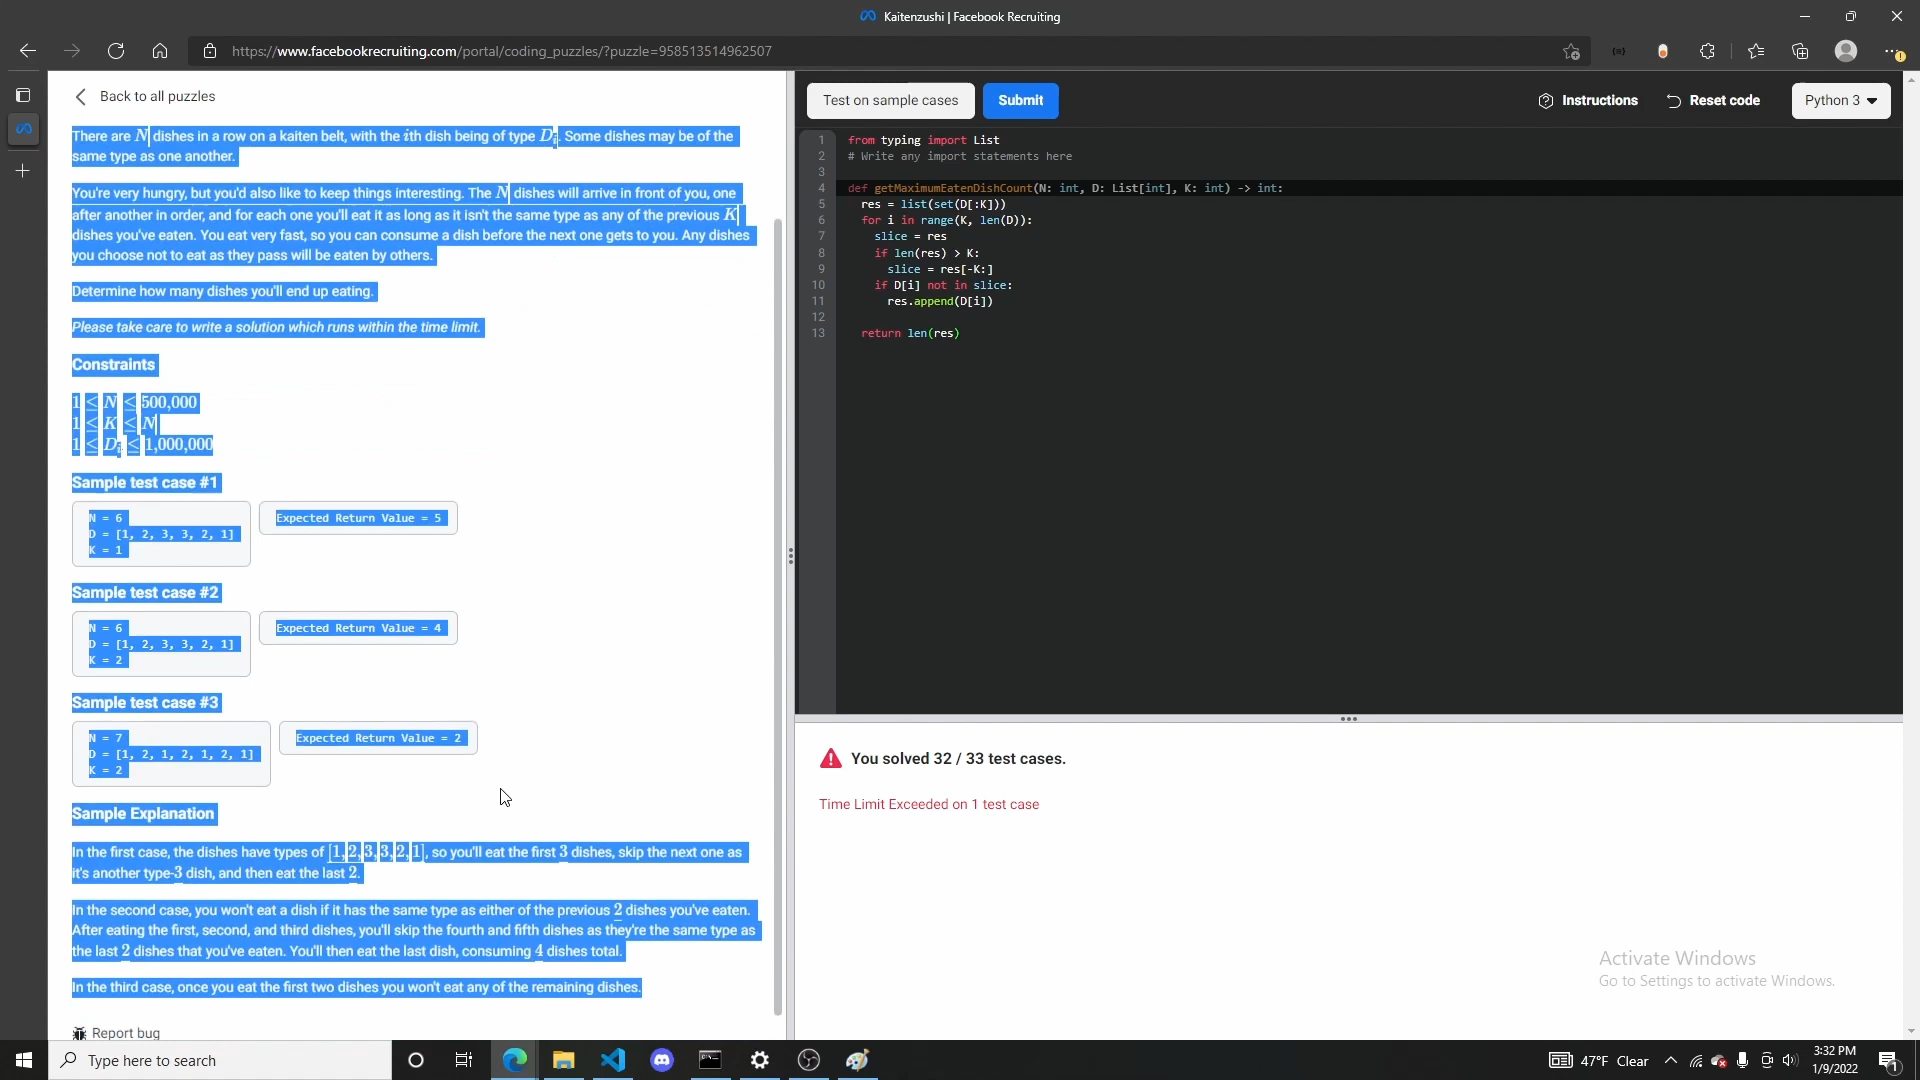 Kaitenzushi | Facebook Recruiting
https://www.facebookrecruiting.com/portal/coding_puzzles/?puzzle=958513514962507
Back to all puzzles
There are N dishes in a row on a kaiten belt, with the ith dish being of type Di. Some dishes may be of the
same type as one another.
You're very hungry, but you'd also like to keep things interesting. The N dishes will arrive in front of you, one
after another in order, and for each one you'll eat it as long as it isn't the same type as any of the previous K
dishes you've eaten. You eat very fast, so you can consume a dish before the next one gets to you. Any dishes
you choose not to eat as they pass will be eaten by others.
Determine how many dishes you'll end up eating.
Please take care to write a solution which runs within the time limit.
Constraints
1 ≤ N ≤ 500,000
1 ≤ K ≤ N
1 ≤ Di ≤ 1,000,000
Sample test case #1
N = 6
D = [1, 2, 3, 3, 2, 1]
K = 1
Expected Return Value = 5
Sample test case #2
N = 6
D = [1, 2, 3, 3, 2, 1]
K = 2
Expected Return Value = 4
Sample test case #3
N = 7
D = [1, 2, 1, 2, 1, 2, 1]
K = 2
Expected Return Value = 2
Sample Explanation
In the first case, the dishes have types of [1,2,3,3,2,1], so you'll eat the first 3 dishes, skip the next one as
it's another type-3 dish, and then eat the last 2.
In the second case, you won't eat a dish if it has the same type as either of the previous 2 dishes you've eaten.
After eating the first, second, and third dishes, you'll skip the fourth and fifth dishes as they're the same type as
the last 2 dishes that you've eaten. You'll then eat the last dish, consuming 4 dishes total.
In the third case, once you eat the first two dishes you won't eat any of the remaining dishes.
Report bug
Test on sample cases
Submit
Instructions
Reset code
Python 3
1 from typing import List
2 # Write any import statements here
3
4 def getMaximumEatenDishCount(N: int, D: List[int], K: int) -> int:
5 res = list(set(D[:K]))
6 for i in range(K, len(D)):
7 slice = res
8 if len(res) > K:
9 slice = res[-K:]
10 if D[i] not in slice:
11 res.append(D[i])
12
13 return len(res)
You solved 32 / 33 test cases.
Time Limit Exceeded on 1 test case
Activate Windows
Go to Settings to activate Windows.
Type here to search
47°F Clear
3:32 PM
1/9/2022
1